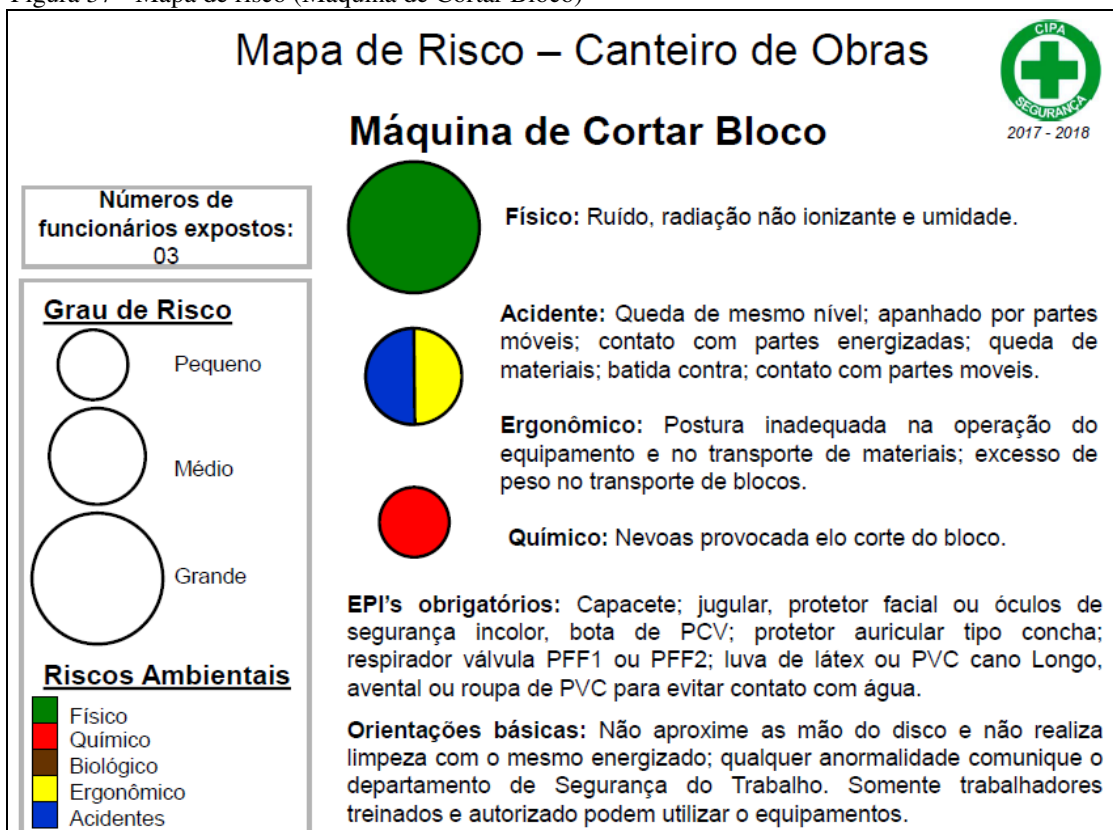 Figura 37 - Mapa de risco (Máquina de Cortar Bloco)
Mapa de Risco – Canteiro de Obras
CIPA
SEGURANÇA
2017 - 2018
Máquina de Cortar Bloco
Números de
funcionários expostos:
03
Grau de Risco
Pequeno
Médio
Grande
Riscos Ambientais
Físico
Químico
Biológico
Ergonômico
Acidentes
Físico: Ruído, radiação não ionizante e umidade.
Acidente: Queda de mesmo nível; apanhado por partes
móveis; contato com partes energizadas; queda de
materiais; batida contra; contato com partes moveis.
Ergonômico: Postura inadequada na operação do
equipamento e no transporte de materiais; excesso de
peso no transporte de blocos.
Químico: Nevoas provocada elo corte do bloco.
EPI's obrigatórios: Capacete; jugular, protetor facial ou óculos de
segurança incolor, bota de PCV; protetor auricular tipo concha;
respirador válvula PFF1 ou PFF2; luva de látex ou PVC cano Longo,
avental ou roupa de PVC para evitar contato com água.
Orientações básicas: Não aproxime as mão do disco e não realiza
limpeza com o mesmo energizado; qualquer anormalidade comunique o
departamento de Segurança do Trabalho. Somente trabalhadores
treinados e autorizado podem utilizar o equipamentos.